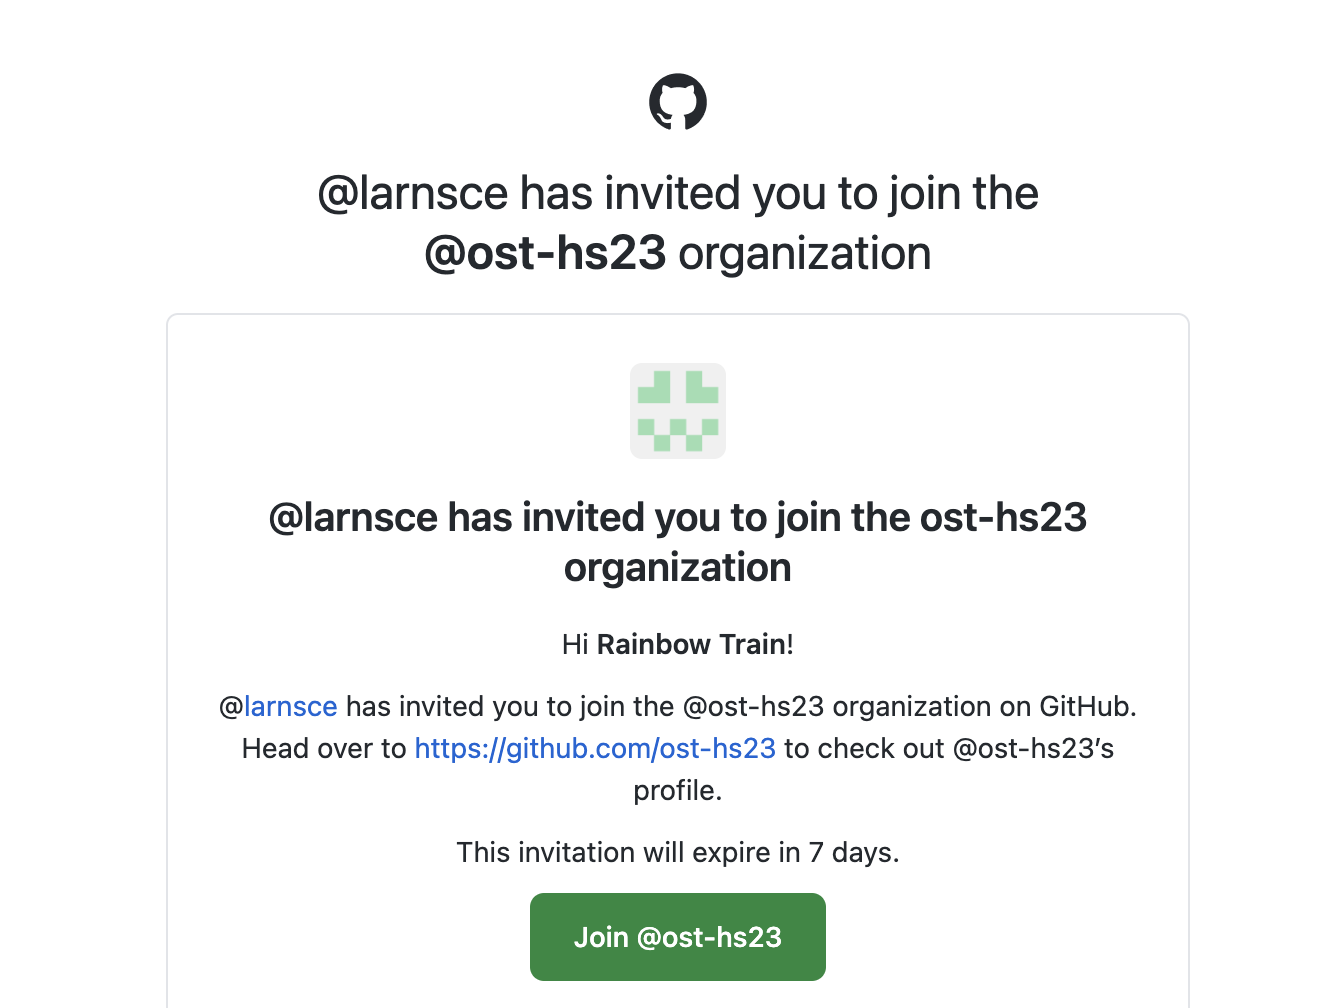 @larnsce has invited you to join the
@ost-hs23 organization
@larnsce has invited you to join the ost-hs23
organization
Hi Rainbow Train!
@larnsce has invited you to join the @ost-hs23 organization on GitHub.
Head over to https://github.com/ost-hs23 to check out @ost-hs23’s
profile.
This invitation will expire in 7 days.
Join @ost-hs23